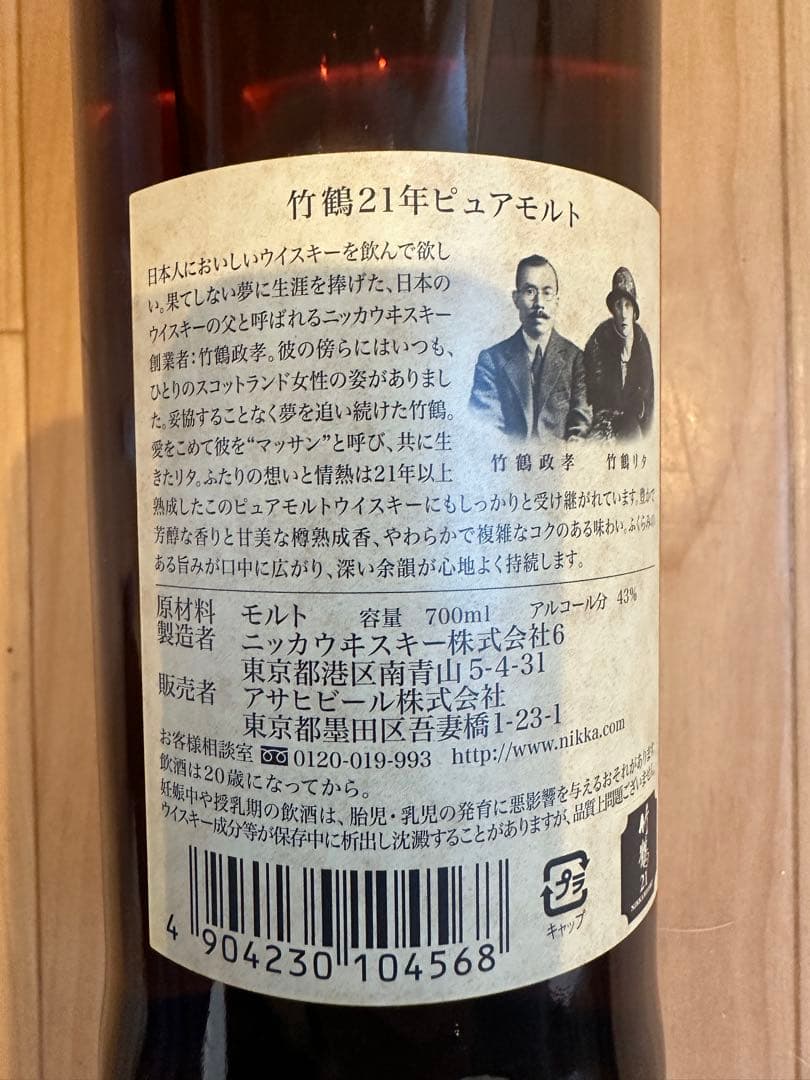 竹鶴21年ピュアモルト
日本人においしいウイスキーを飲んで欲し
い。果てしない夢に生涯を捧げた、日本の
ウイスキーの父と呼ばれるニッカウヰスキー
創業者:竹鶴政孝。彼の傍らにはいつも、
ひとりのスコットランド女性の姿がありまし
た。妥協することなく夢を追い続けた竹鶴。
愛をこめて彼を“マッサン”と呼び、共に生
きたリタ。ふたりの想いと情熱は21年以上
熟成したこのピュアモルトウイスキーにもしっかりと受け継がれています。豊かで
芳醇な香りと甘美な樽熟成香、やわらかで複雑なコクのある味わい。ふくらみの
ある旨みが口中に広がり、深い余韻が心地よく持続します。
竹鶴政孝 竹鶴リタ
原材料 モルト 容量 700ml アルコール分 43%
製造者 ニッカウヰスキー株式会社6
東京都港区南青山5-4-31
販売者 アサヒビール株式会社
東京都墨田区吾妻橋1-23-1
お客様相談室 0120-019-993 http://www.nikka.com
飲酒は20歳になってから。
妊娠中や授乳期の飲酒は、胎児・乳児の発育に悪影響を与えるおそれがあります。
ウイスキー成分等が保存中に析出し沈澱することがありますが、品質上問題ございません。
4 904230 104568
プラ
キャップ
竹鶴
21